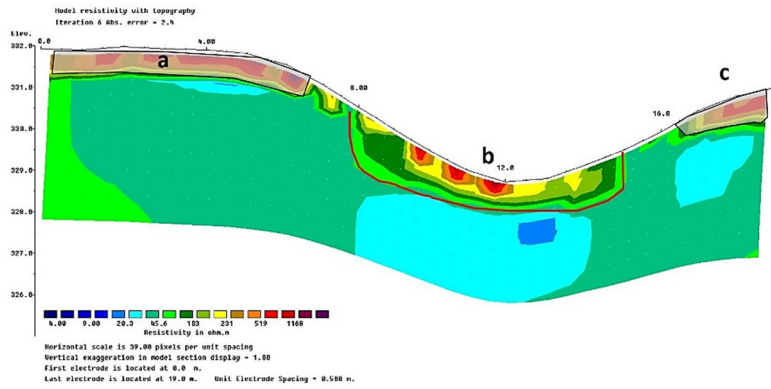 Model resistivity with topography
Iteration 6 Abs. error = 2.4
Elev.
0.0
4.00
332.0
a
c
331.0
8.00
16.0
330.0
b
12.0
329.0
328.0
327.0
326.0
4.00 9.00 20.3 45.6 103 231 519 1168
Resistivity in ohm.m
Horizontal scale is 39.00 pixels per unit spacing
Vertical exaggeration in model section display = 1.00
First electrode is located at 0.0 m.
Last electrode is located at 19.0 m. Unit Electrode Spacing = 0.500 m.